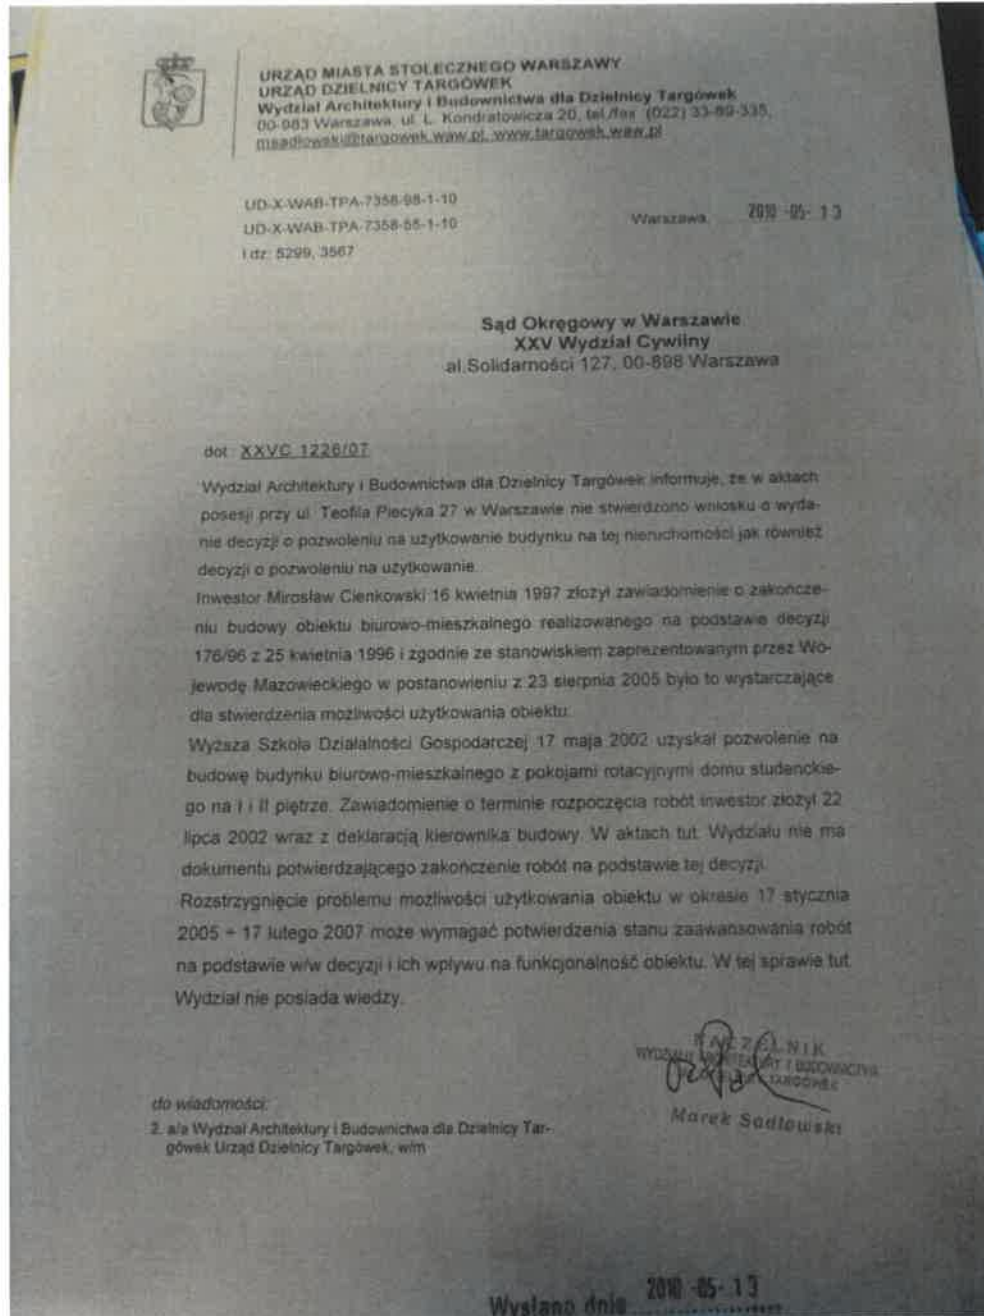 URZĄD MIASTA STOŁECZNEGO WARSZAWY
URZĄD DZIELNICY TARGÓWEK
Wydział Architektury i Budownictwa dla Dzielnicy Targówek
00-983 Warszawa, ul. L. Kondratowicza 20, tel./fax (022) 33-89-335,
msadlowski@targowek.waw.pl, www.targowek.waw.pl
UD-X-WAB-TPA-7358-98-1-10
UD-X-WAB-TPA-7358-55-1-10
l.dz: 5299, 3567
Warszawa, 2010 -05- 13
Sąd Okręgowy w Warszawie
XXV Wydział Cywilny
al.Solidarności 127, 00-898 Warszawa
dot.: XXVC 1226/07
Wydział Architektury i Budownictwa dla Dzielnicy Targówek informuje, że w aktach
posesji przy ul. Teofila Piecyka 27 w Warszawie nie stwierdzono wniosku o wyda-
nie decyzji o pozwoleniu na użytkowanie budynku na tej nieruchomości jak również
decyzji o pozwoleniu na użytkowanie.
Inwestor Mirosław Cienkowski 16 kwietnia 1997 złożył zawiadomienie o zakończe-
niu budowy obiektu biurowo-mieszkalnego realizowanego na podstawie decyzji
176/96 z 25 kwietnia 1996 i zgodnie ze stanowiskiem zaprezentowanym przez Wo-
jewodę Mazowieckiego w postanowieniu z 23 sierpnia 2005 było to wystarczające
dla stwierdzenia możliwości użytkowania obiektu.
Wyższa Szkoła Działalności Gospodarczej 17 maja 2002 uzyskał pozwolenie na
budowę budynku biurowo-mieszkalnego z pokojami rotacyjnymi domu studenckie-
go na I i II piętrze. Zawiadomienie o terminie rozpoczęcia robót inwestor złożył 22
lipca 2002 wraz z deklaracją kierownika budowy. W aktach tut. Wydziału nie ma
dokumentu potwierdzającego zakończenie robót na podstawie tej decyzji.
Rozstrzygnięcie problemu możliwości użytkowania obiektu w okresie 17 stycznia
2005 ÷ 17 lutego 2007 może wymagać potwierdzenia stanu zaawansowania robót
na podstawie w/w decyzji i ich wpływu na funkcjonalność obiektu. W tej sprawie tut.
Wydział nie posiada wiedzy.
NACZELNIK
WYDZIAŁU ARCHITEKTURY I BUDOWNICTWA
TARGÓWEK
Marek Sadłowski
do wiadomości:
2. a/a Wydział Architektury i Budownictwa dla Dzielnicy Tar-
gówek Urząd Dzielnicy Targówek, w/m
Wysłano dnia 2010 -05- 13